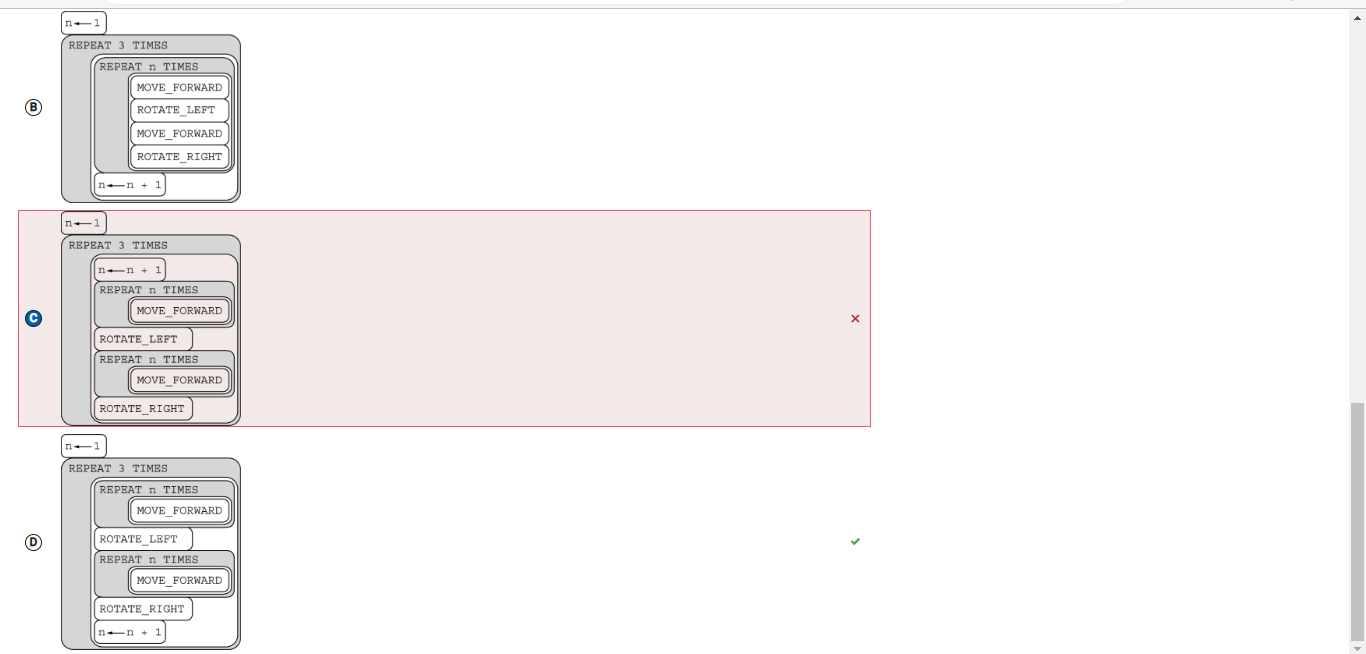 n←1
REPEAT 3 TIMES
REPEAT n TIMES
MOVE_FORWARD
B
ROTATE_LEFT
MOVE_FORWARD
ROTATE_RIGHT
n←n + 1
n←1
REPEAT 3 TIMES
n←n + 1
REPEAT n TIMES
MOVE_FORWARD
C
ROTATE_LEFT
REPEAT n TIMES
MOVE_FORWARD
ROTATE_RIGHT
n←1
REPEAT 3 TIMES
REPEAT n TIMES
MOVE_FORWARD
D
ROTATE_LEFT
REPEAT n TIMES
MOVE_FORWARD
ROTATE_RIGHT
n←n + 1